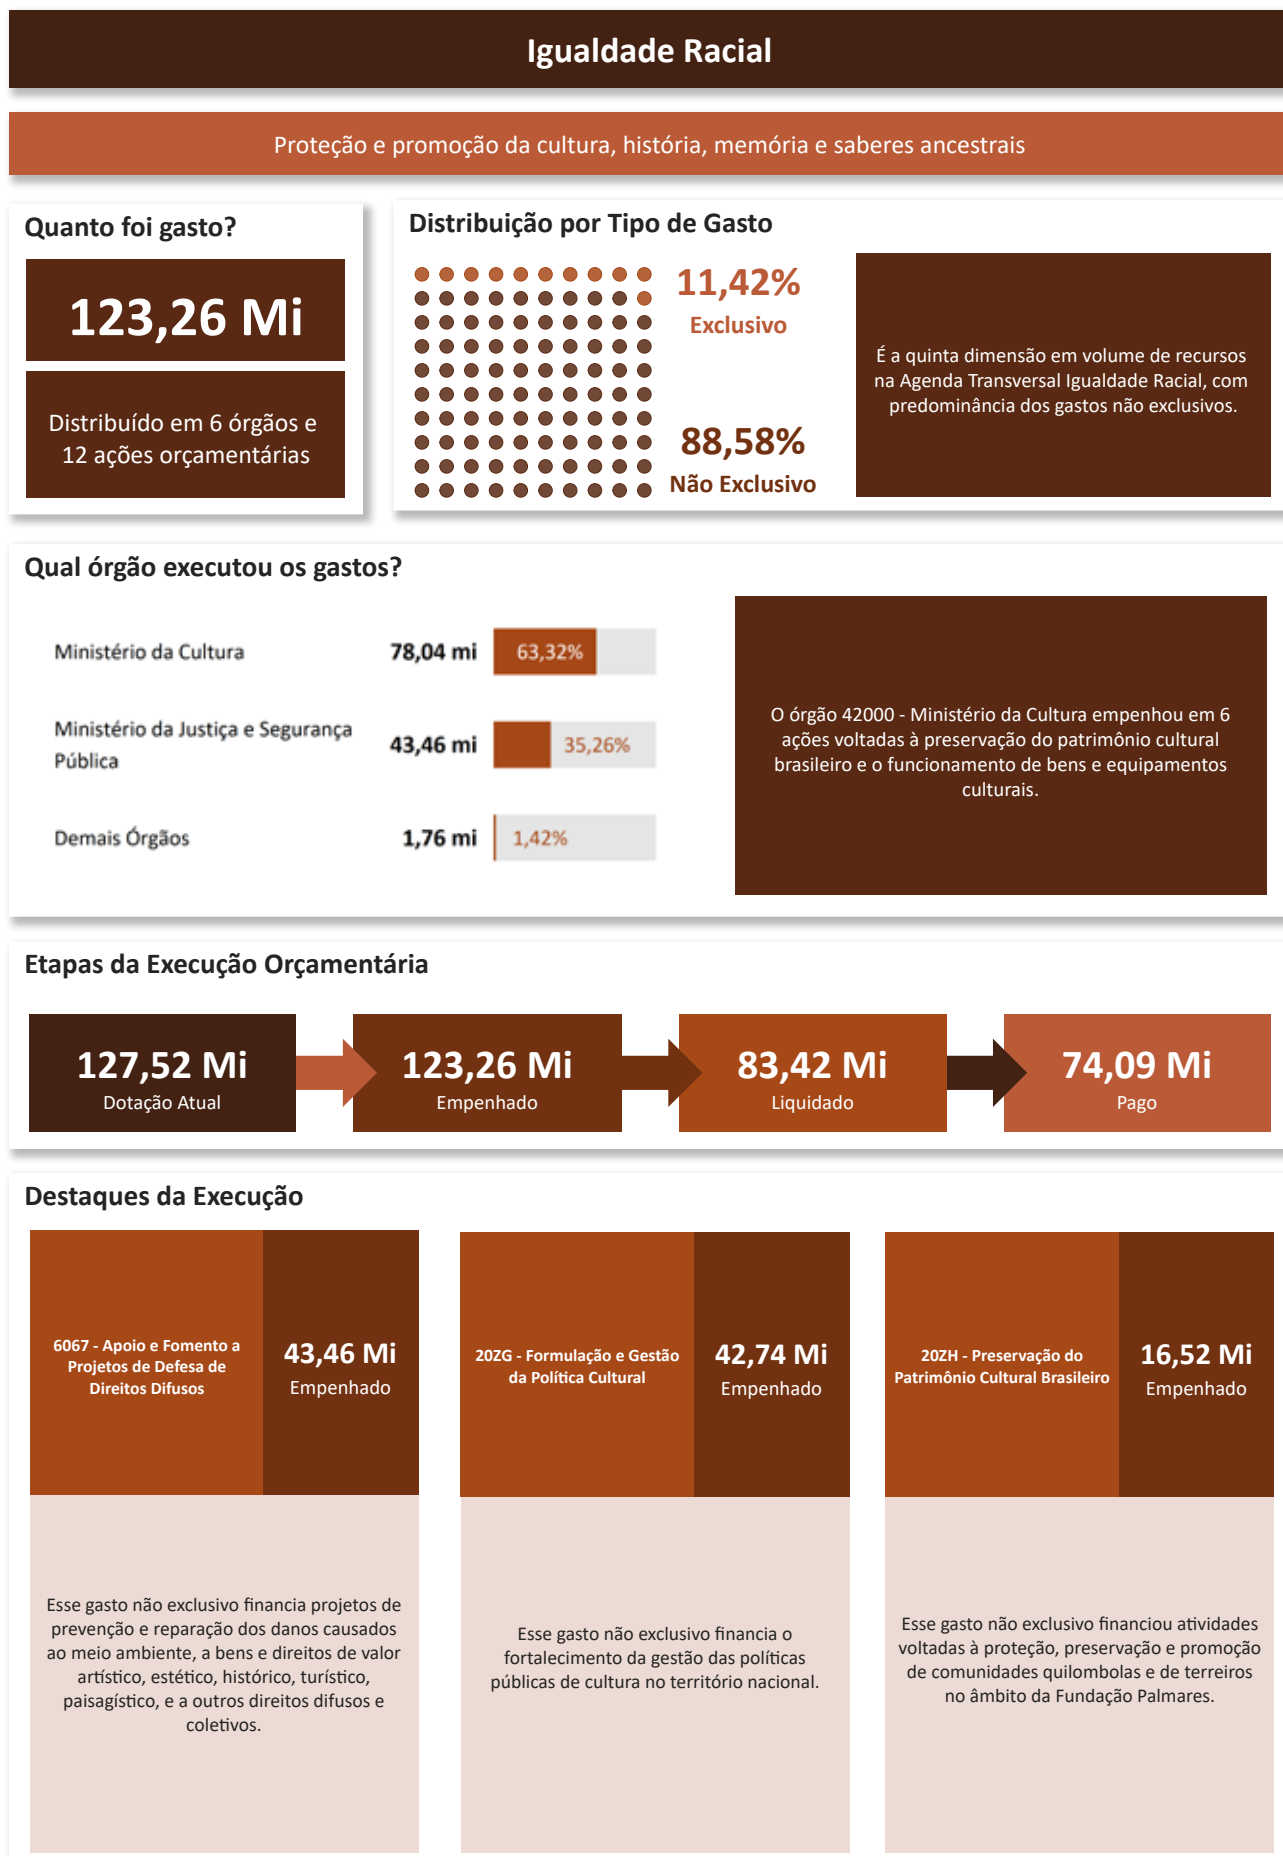 Igualdade Racial
Proteção e promoção da cultura, história, memória e saberes ancestrais
Quanto foi gasto?
123,26 Mi
Distribuído em 6 órgãos e
12 ações orçamentárias
Distribuição por Tipo de Gasto
11,42%
Exclusivo
88,58%
Não Exclusivo
É a quinta dimensão em volume de recursos
na Agenda Transversal Igualdade Racial, com
predominância dos gastos não exclusivos.
Qual órgão executou os gastos?
Ministério da Cultura 78,04 mi 63,32%
Ministério da Justiça e Segurança
Pública 43,46 mi 35,26%
Demais Órgãos 1,76 mi 1,42%
O órgão 42000 - Ministério da Cultura empenhou em 6
ações voltadas à preservação do patrimônio cultural
brasileiro e o funcionamento de bens e equipamentos
culturais.
Etapas da Execução Orçamentária
127,52 Mi
Dotação Atual
123,26 Mi
Empenhado
83,42 Mi
Liquidado
74,09 Mi
Pago
Destaques da Execução
6067 - Apoio e Fomento a
Projetos de Defesa de
Direitos Difusos
43,46 Mi
Empenhado
Esse gasto não exclusivo financia projetos de
prevenção e reparação dos danos causados
ao meio ambiente, a bens e direitos de valor
artístico, estético, histórico, turístico,
paisagístico, e a outros direitos difusos e
coletivos.
20ZG - Formulação e Gestão
da Política Cultural
42,74 Mi
Empenhado
Esse gasto não exclusivo financia o
fortalecimento da gestão das políticas
públicas de cultura no território nacional.
20ZH - Preservação do
Patrimônio Cultural Brasileiro
16,52 Mi
Empenhado
Esse gasto não exclusivo financiou atividades
voltadas à proteção, preservação e promoção
de comunidades quilombolas e de terreiros
no âmbito da Fundação Palmares.